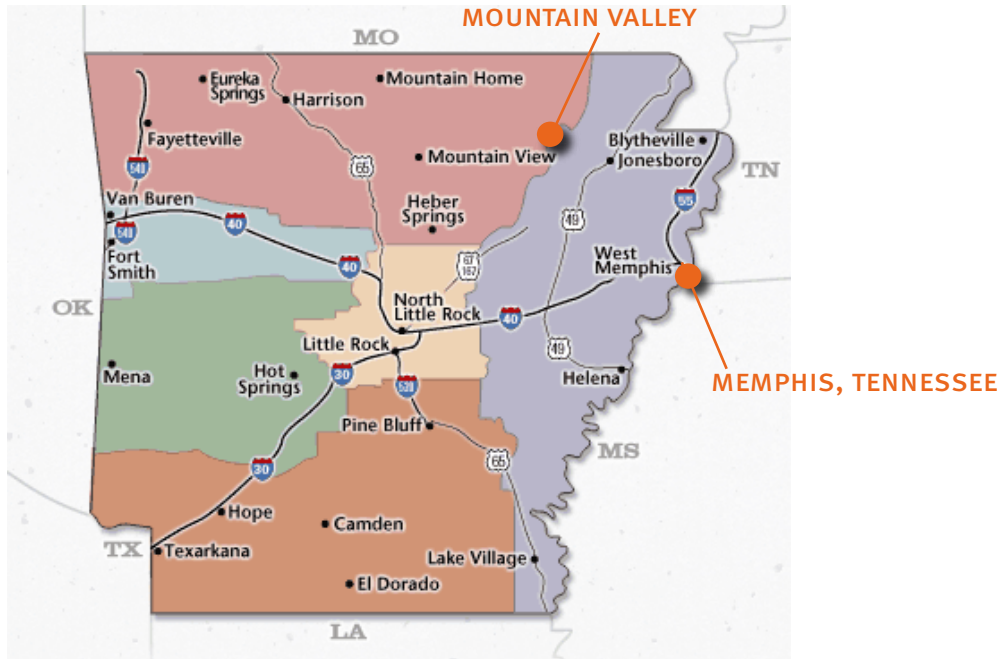 MOUNTAIN VALLEY
MO
Eureka
Springs
Mountain Home
Harrison
Fayetteville
Blytheville
Jonesboro
Mountain View
65
540
TN
Van Buren
Heber
Springs
55
40
49
540
Fort
Smith
40
67
167
West
Memphis
OK
North
Little Rock
40
Little Rock
49
Mena
Hot
Springs
30
Helena
MEMPHIS, TENNESSEE
530
Pine Bluff
MS
65
30
Hope
Camden
TX
Texarkana
Lake Village
El Dorado
LA